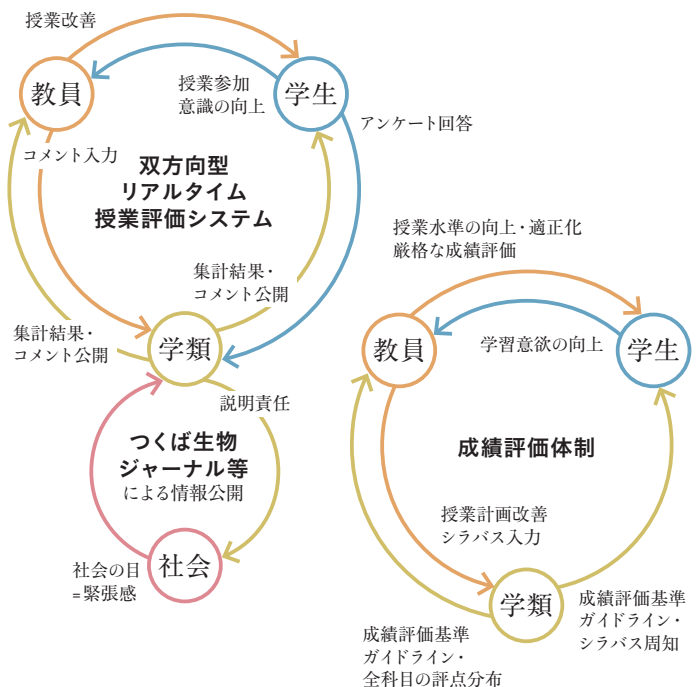 授業改善
教員
学生
授業参加
意識の向上
アンケート回答
コメント入力
双方向型
リアルタイム
授業評価システム
集計結果・
コメント公開
集計結果・
コメント公開
学類
説明責任
つくば生物
ジャーナル等
による情報公開
社会
社会の目
=緊張感
授業水準の向上・適正化
厳格な成績評価
教員
学生
学習意欲の向上
成績評価体制
授業計画改善
シラバス入力
学類
成績評価基準
ガイドライン・
シラバス周知
成績評価基準
ガイドライン・
全科目の評点分布